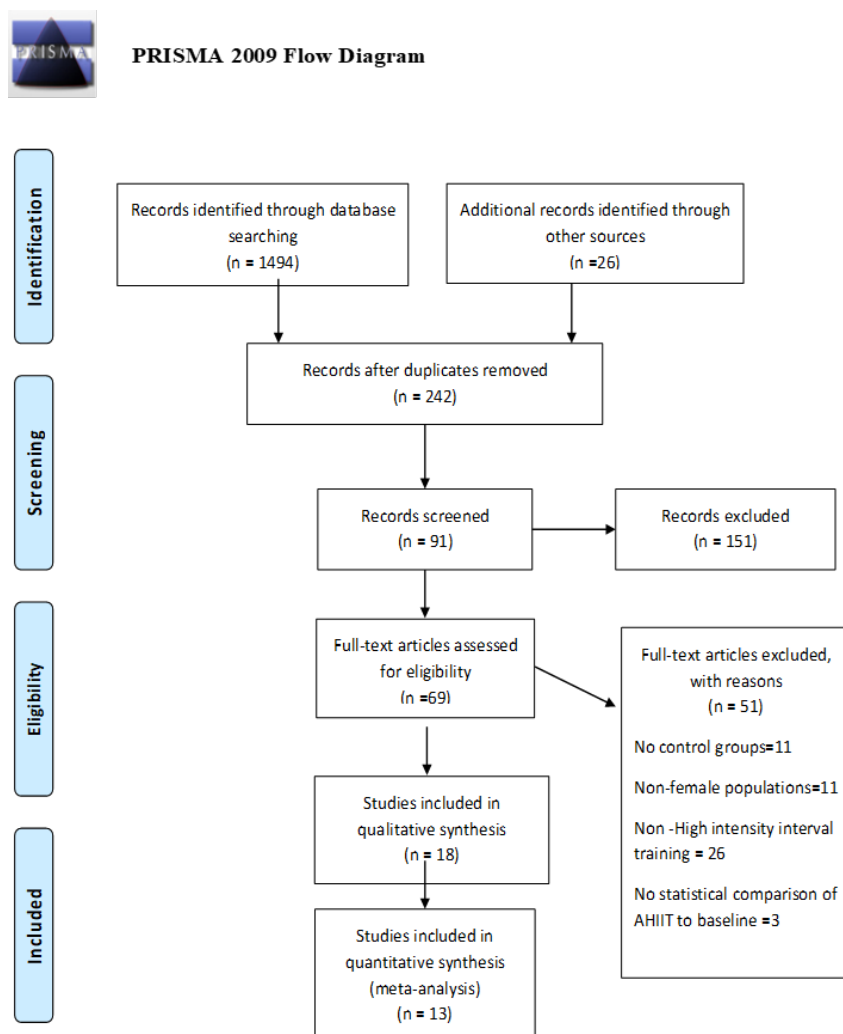 PRISMA
PRISMA 2009 Flow Diagram
Identification
Records identified through database
searching
(n = 1494)
Additional records identified through
other sources
(n =26)
Records after duplicates removed
(n = 242)
Screening
Records screened
(n = 91)
Records excluded
(n = 151)
Eligibility
Full-text articles assessed
for eligibility
(n =69)
Full-text articles excluded,
with reasons
(n = 51)
No control groups=11
Non-female populations=11
Non -High intensity interval
training = 26
No statistical comparison of
AHIIT to baseline =3
Studies included in
qualitative synthesis
(n = 18)
Included
Studies included in
quantitative synthesis
(meta-analysis)
(n = 13)